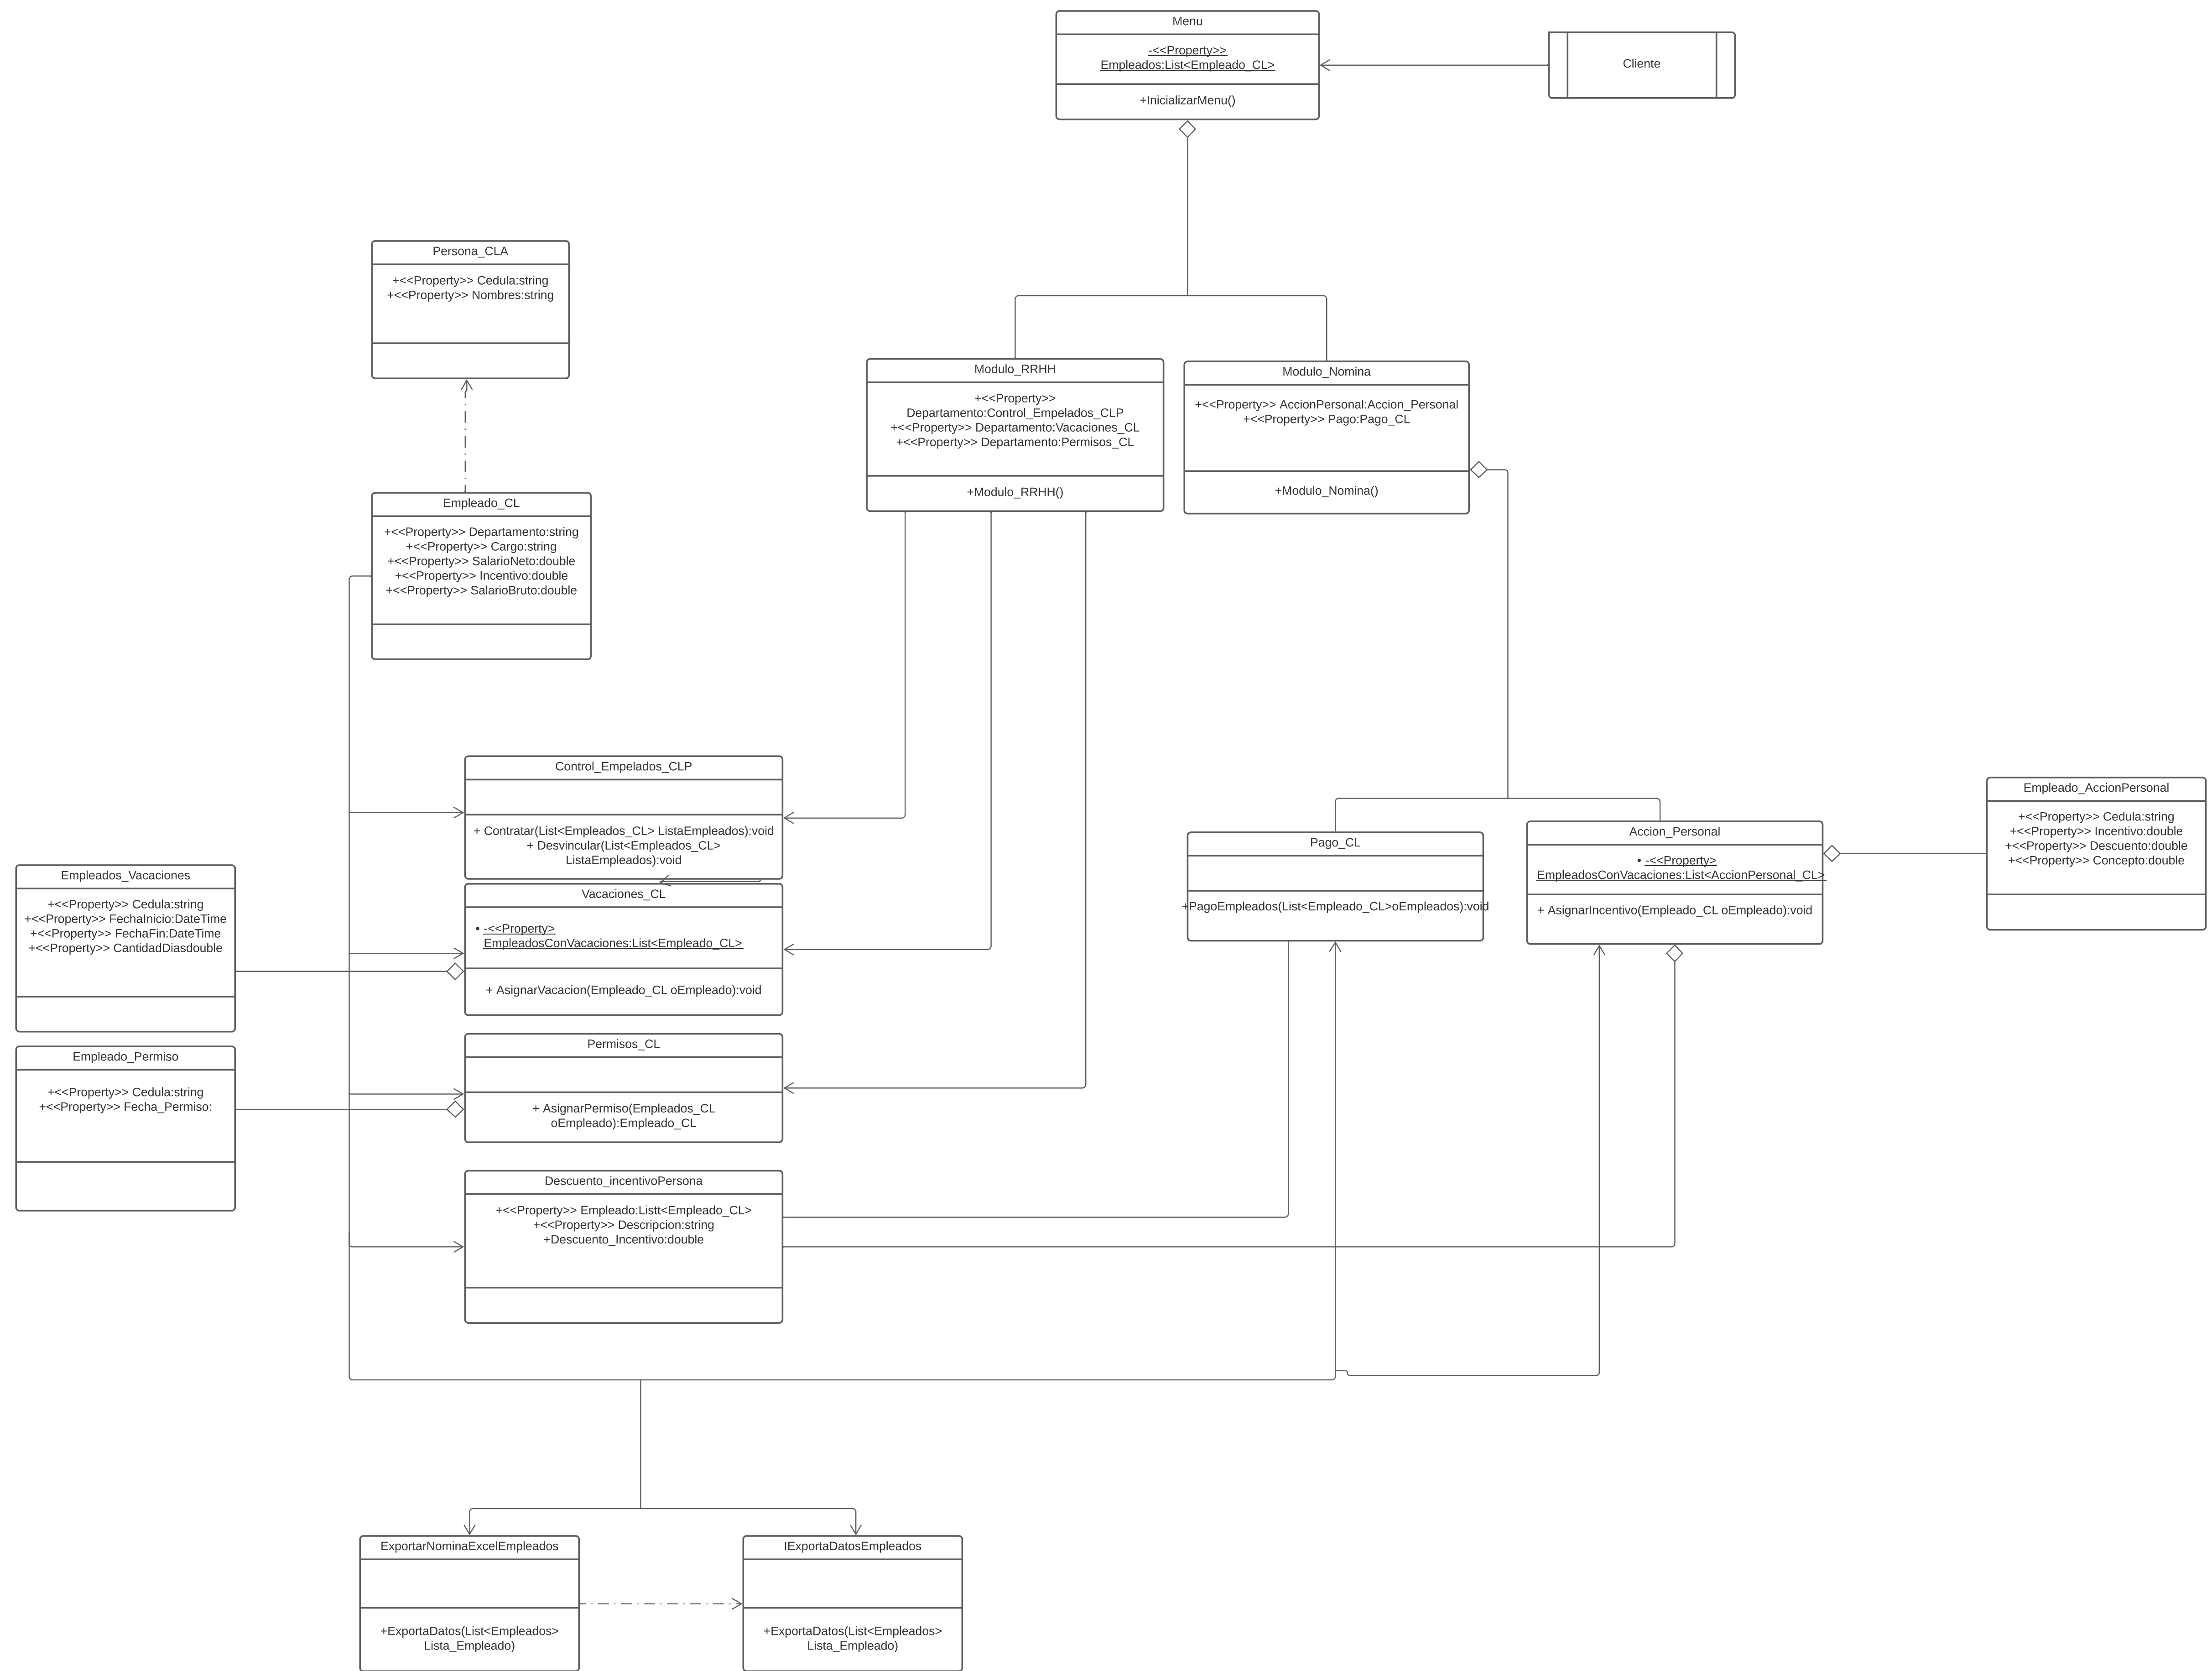 Menu
-<<Property>>
Empleados:List<Empleado_CL>
+InicializarMenu()
Cliente
Persona_CLA
+<<Property>> Cedula:string
+<<Property>> Nombres:string
Modulo_RRHH
+<<Property>>
Departamento:Control_Empelados_CLP
+<<Property>> Departamento:Vacaciones_CL
+<<Property>> Departamento:Permisos_CL
+Modulo_RRHH()
Modulo_Nomina
+<<Property>> AccionPersonal:Accion_Personal
+<<Property>> Pago:Pago_CL
+Modulo_Nomina()
Empleado_CL
+<<Property>> Departamento:string
+<<Property>> Cargo:string
+<<Property>> SalarioNeto:double
+<<Property>> Incentivo:double
+<<Property>> SalarioBruto:double
Control_Empelados_CLP
+ Contratar(List<Empleados_CL> ListaEmpleados):void
+ Desvincular(List<Empleados_CL>
ListaEmpleados):void
Empleado_AccionPersonal
+<<Property>> Cedula:string
+<<Property>> Incentivo:double
+<<Property>> Descuento:double
+<<Property>> Concepto:double
Pago_CL
+PagoEmpleados(List<Empleado_CL>oEmpleados):void
Accion_Personal
• -<<Property>
EmpleadosConVacaciones:List<AccionPersonal_CL>
+ AsignarIncentivo(Empleado_CL oEmpleado):void
Empleados_Vacaciones
+<<Property>> Cedula:string
+<<Property>> FechaInicio:DateTime
+<<Property>> FechaFin:DateTime
+<<Property>> CantidadDiasdouble
Vacaciones_CL
• -<<Property>
EmpleadosConVacaciones:List<Empleado_CL>
+ AsignarVacacion(Empleado_CL oEmpleado):void
Empleado_Permiso
+<<Property>> Cedula:string
+<<Property>> Fecha_Permiso:
Permisos_CL
+ AsignarPermiso(Empleados_CL
oEmpleado):Empleado_CL
Descuento_incentivoPersona
+<<Property>> Empleado:Listt<Empleado_CL>
+<<Property>> Descripcion:string
+Descuento_Incentivo:double
ExportarNominaExcelEmpleados
+ExportaDatos(List<Empleados>
Lista_Empleado)
IExportaDatosEmpleados
+ExportaDatos(List<Empleados>
Lista_Empleado)